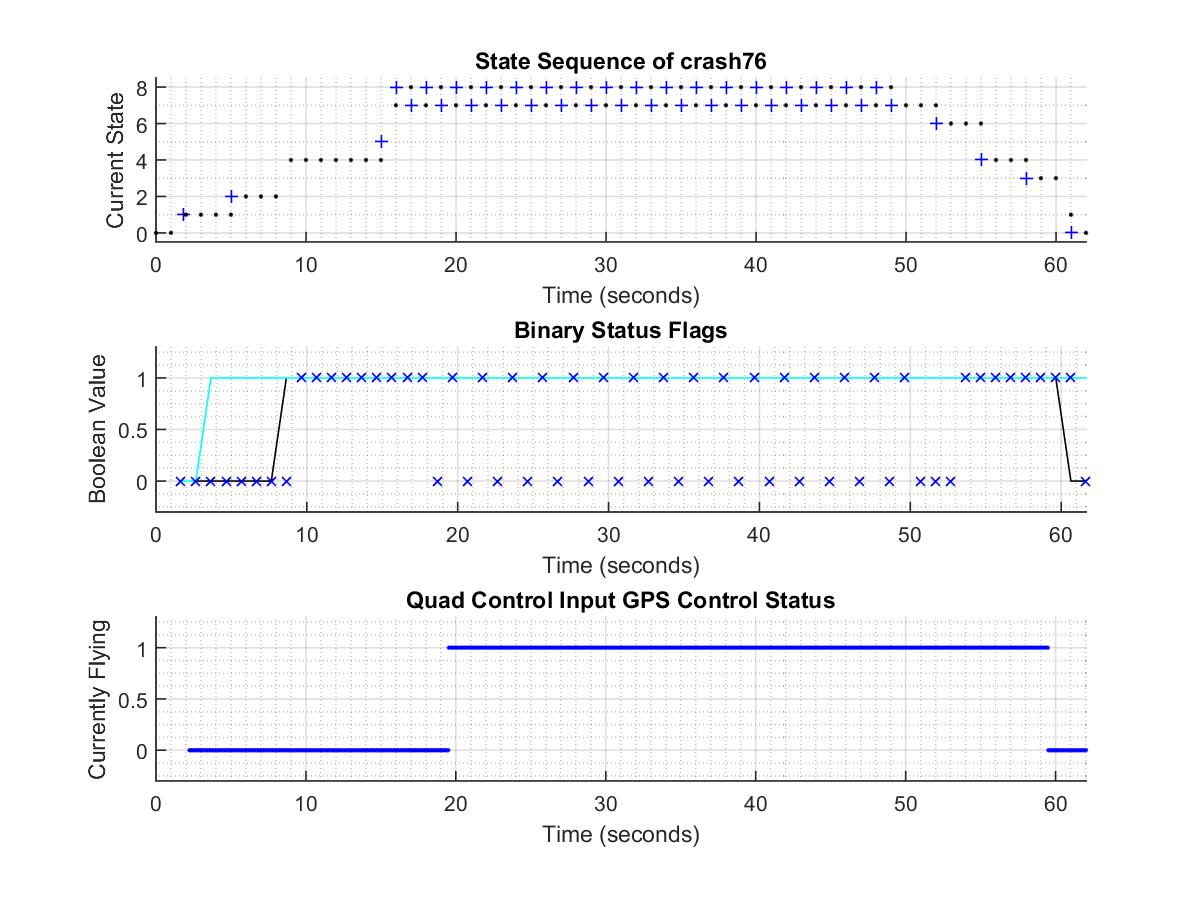 State Sequence of crash76
8
6
4
2
0
Current State
0 10 20 30 40 50 60
Time (seconds)
Binary Status Flags
1
0.5
0
Boolean Value
0 10 20 30 40 50 60
Time (seconds)
Quad Control Input GPS Control Status
1
0.5
0
Currently Flying
0 10 20 30 40 50 60
Time (seconds)